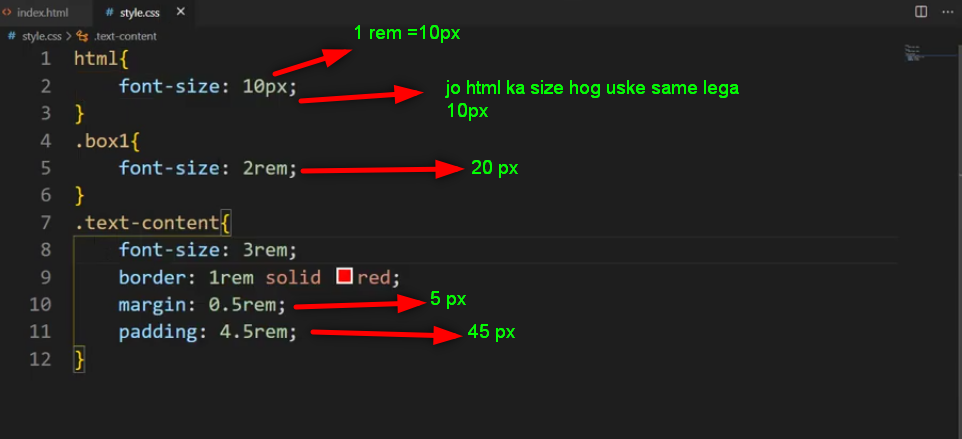 index.html
# style.css ×
# style.css > .text-content
1 rem =10px
1 html{
2 font-size: 10px;
jo html ka size hog uske same lega
10px
3 }
4 .box1{
5 font-size: 2rem;
20 px
6 }
7 .text-content{
8 font-size: 3rem;
9 border: 1rem solid red;
10 margin: 0.5rem;
5 px
11 padding: 4.5rem;
45 px
12 }